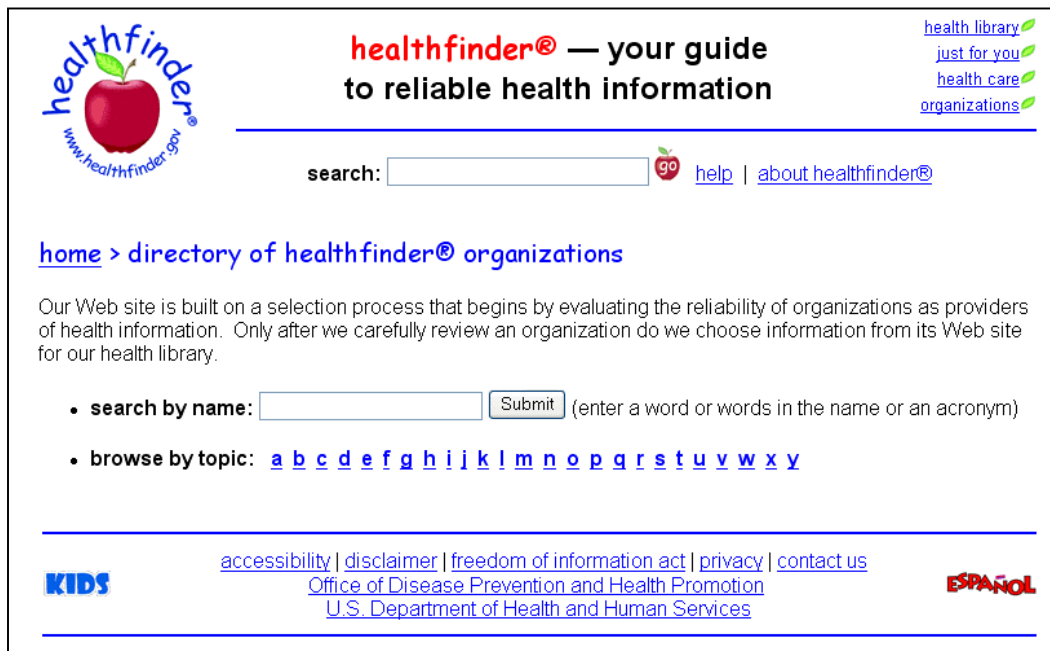 healthfinder®
www.healthfinder.gov
healthfinder® — your guide
to reliable health information
health library
just for you
health care
organizations
search: go help | about healthfinder®
home > directory of healthfinder® organizations
Our Web site is built on a selection process that begins by evaluating the reliability of organizations as providers
of health information. Only after we carefully review an organization do we choose information from its Web site
for our health library.
• search by name: Submit (enter a word or words in the name or an acronym)
• browse by topic: a b c d e f g h i j k l m n o p q r s t u v w x y
accessibility | disclaimer | freedom of information act | privacy | contact us
KIDS Office of Disease Prevention and Health Promotion ESPAÑOL
U.S. Department of Health and Human Services